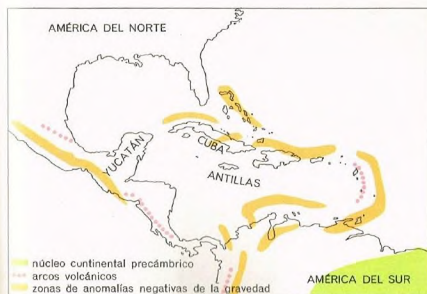 AMÉRICA DEL NORTE
YUCATÁN
CUBA
ANTILLAS
núcleo continental precámbrico
arcos volcánicos
zonas de anomalías negativas de la gravedad
AMÉRICA DEL SUR